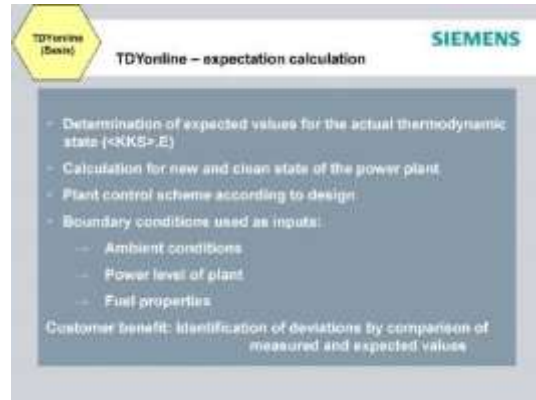 TDYonline
(Basis)
SIEMENS
TDYonline – expectation calculation
- Determination of expected values for the actual thermodynamic
state (<KKS>.E)
- Calculation for new and clean state of the power plant
- Plant control scheme according to design
- Boundary conditions used as inputs:
— Ambient conditions
— Power level of plant
— Fuel properties
Customer benefit: Identification of deviations by comparison of
measured and expected values